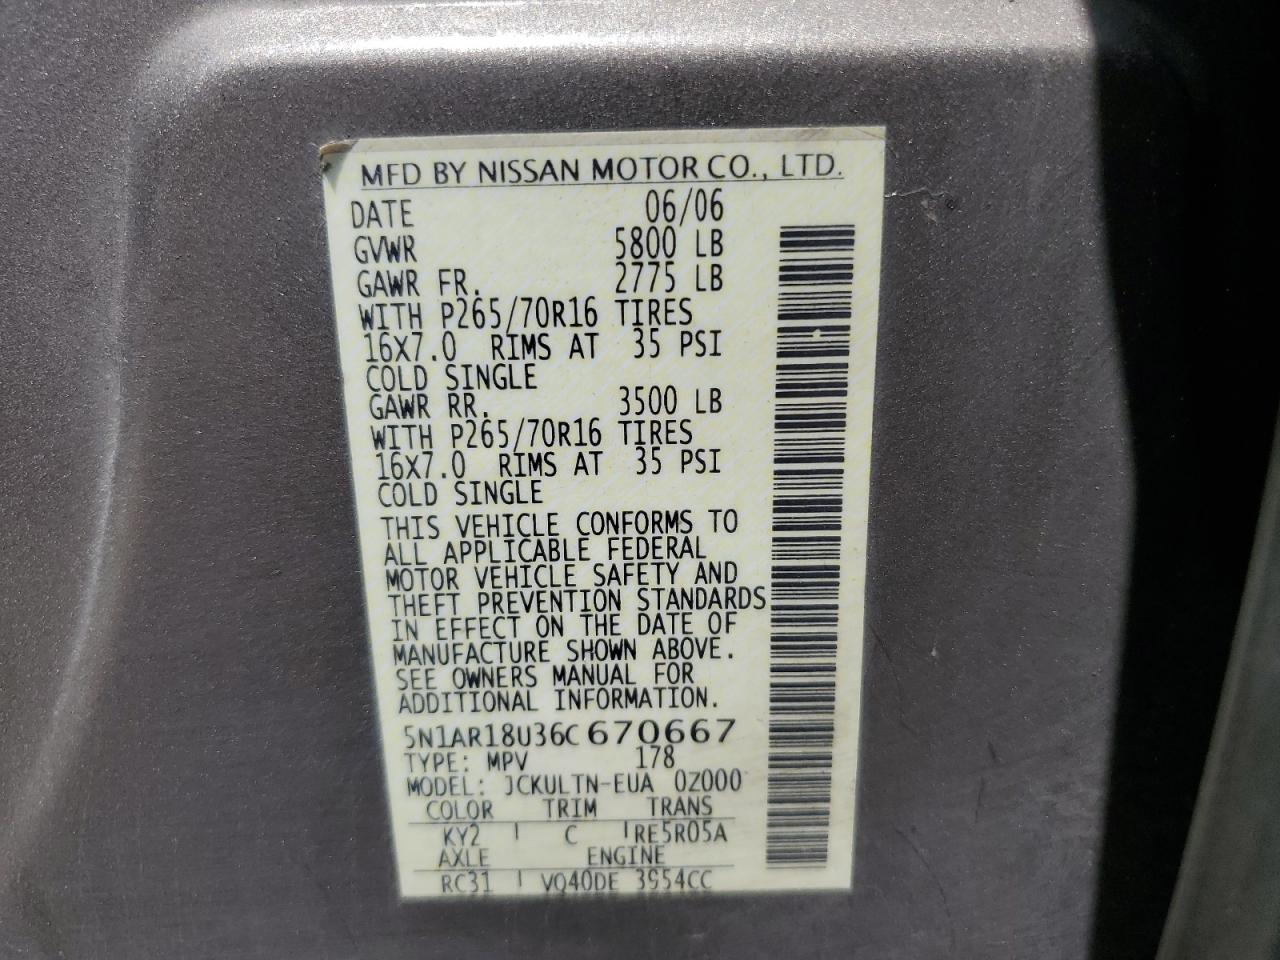 MFD BY NISSAN MOTOR CO., LTD.
DATE 06/06
GVWR 5800 LB
GAWR FR. 2775 LB
WITH P265/70R16 TIRES
16X7.0 RIMS AT 35 PSI
COLD SINGLE
GAWR RR. 3500 LB
WITH P265/70R16 TIRES
16X7.0 RIMS AT 35 PSI
COLD SINGLE
THIS VEHICLE CONFORMS TO
ALL APPLICABLE FEDERAL
MOTOR VEHICLE SAFETY AND
THEFT PREVENTION STANDARDS
IN EFFECT ON THE DATE OF
MANUFACTURE SHOWN ABOVE.
SEE OWNERS MANUAL FOR
ADDITIONAL INFORMATION.
5N1AR18U36C670667
TYPE: MPV 178
MODEL: JCKULTN-EUA 0Z000
COLOR TRIM TRANS
KY2 C RE5R05A
AXLE ENGINE
RC31 VQ40DE 3954CC